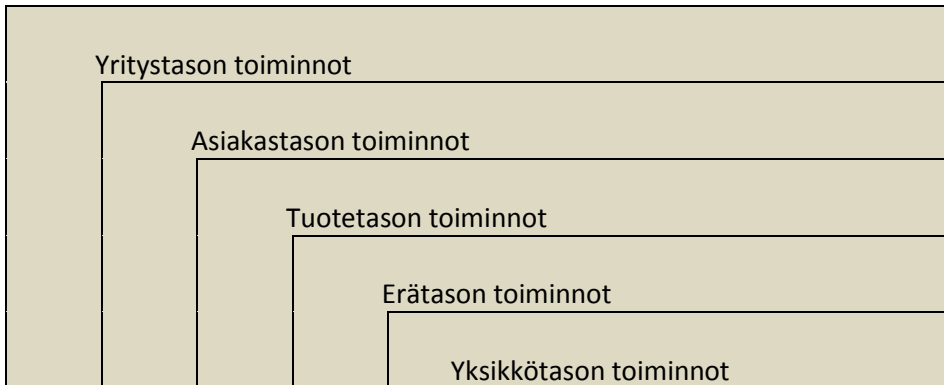 Yritystason toiminnot
Asiakastason toiminnot
Tuotetason toiminnot
Erätason toiminnot
Yksikkötason toiminnot